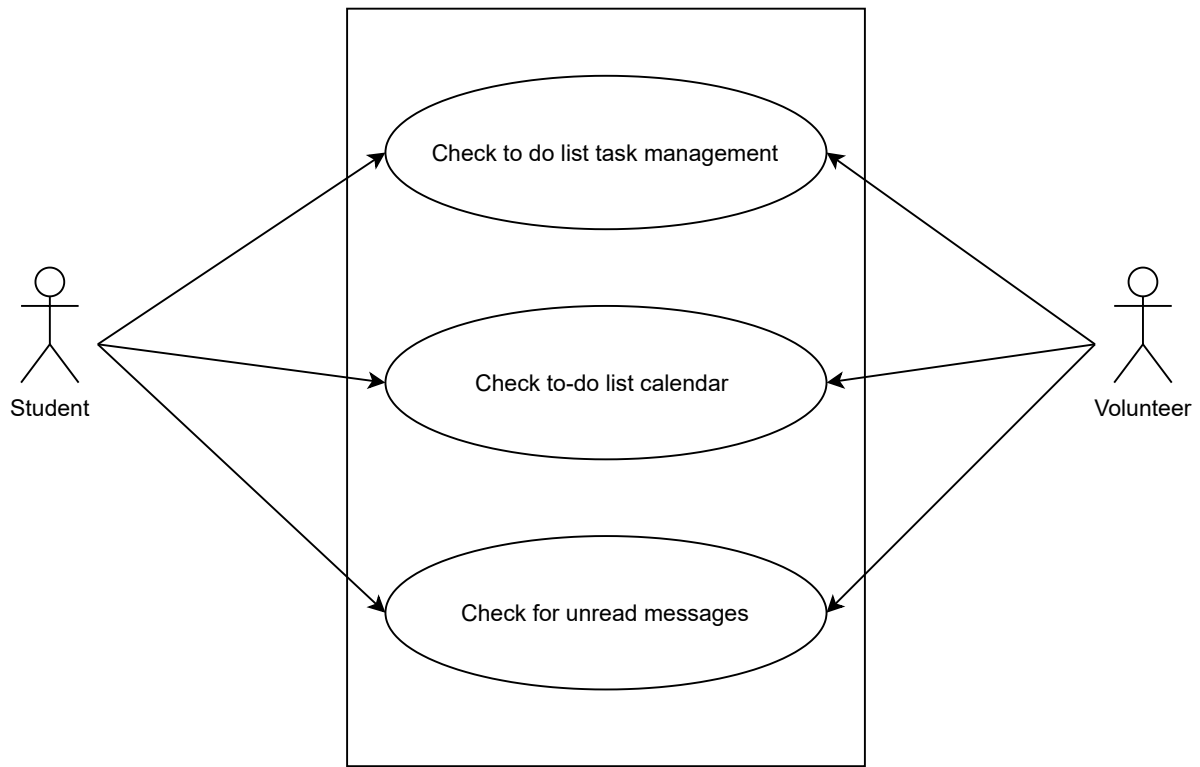 Check to do list task management
Check to-do list calendar
Student
Volunteer
Check for unread messages